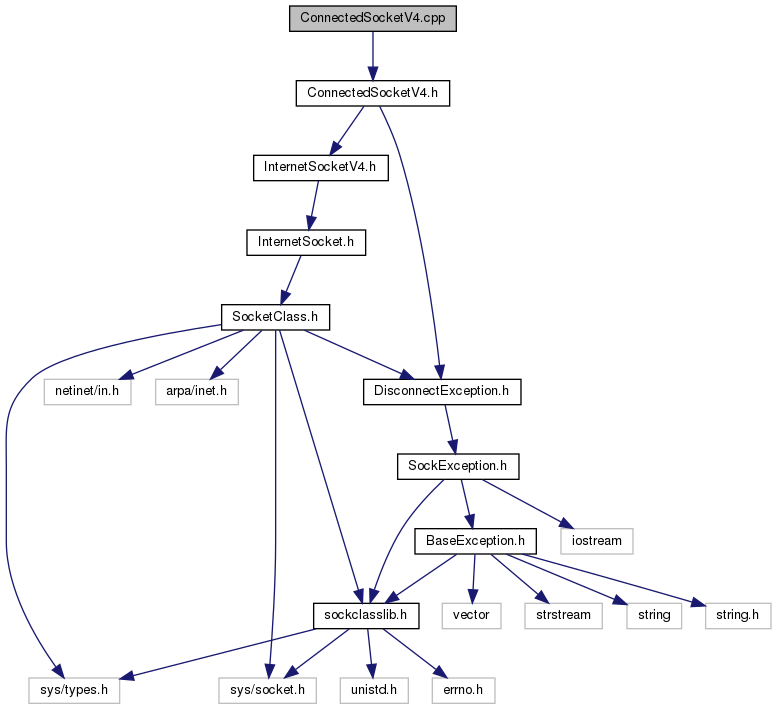 ConnectedSocketV4.cpp
ConnectedSocketV4.h
InternetSocketV4.h
InternetSocket.h
SocketClass.h
netinet/in.h
arpa/inet.h
DisconnectException.h
SockException.h
BaseException.h
iostream
sockclasslib.h
vector
strstream
string
string.h
sys/types.h
sys/socket.h
unistd.h
errno.h